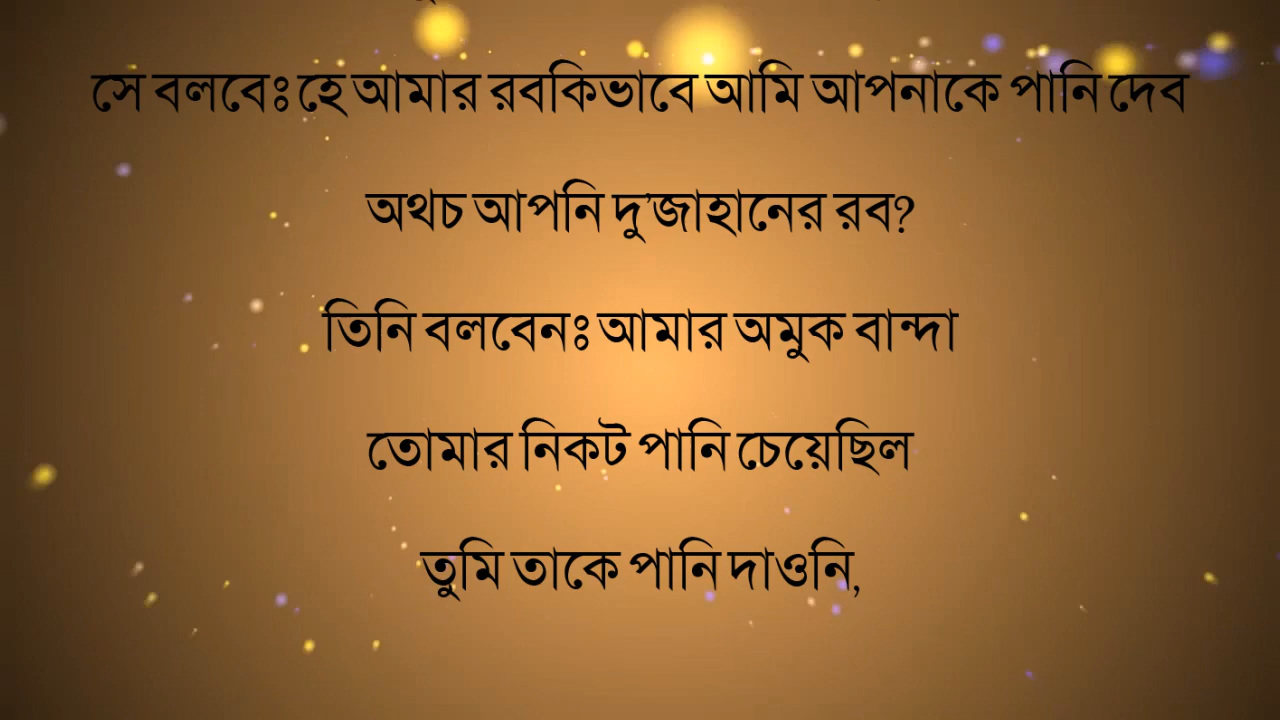 সে বলবেঃ হে আমার রবকিভাবে আমি আপনাকে পানি দেব
অথচ আপনি দু’জাহানের রব?
তিনি বলবেনঃ আমার অমুক বান্দা
তোমার নিকট পানি চেয়েছিল
তুমি তাকে পানি দাওনি,